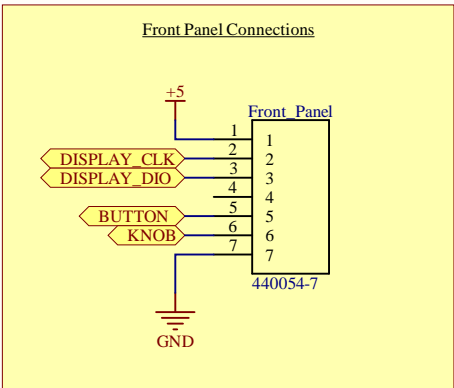 Front Panel Connections
+5
Front_Panel
1 1
DISPLAY_CLK 2 2
DISPLAY_DIO 3 3
4 4
BUTTON 5 5
KNOB 6 6
7 7
440054-7
GND